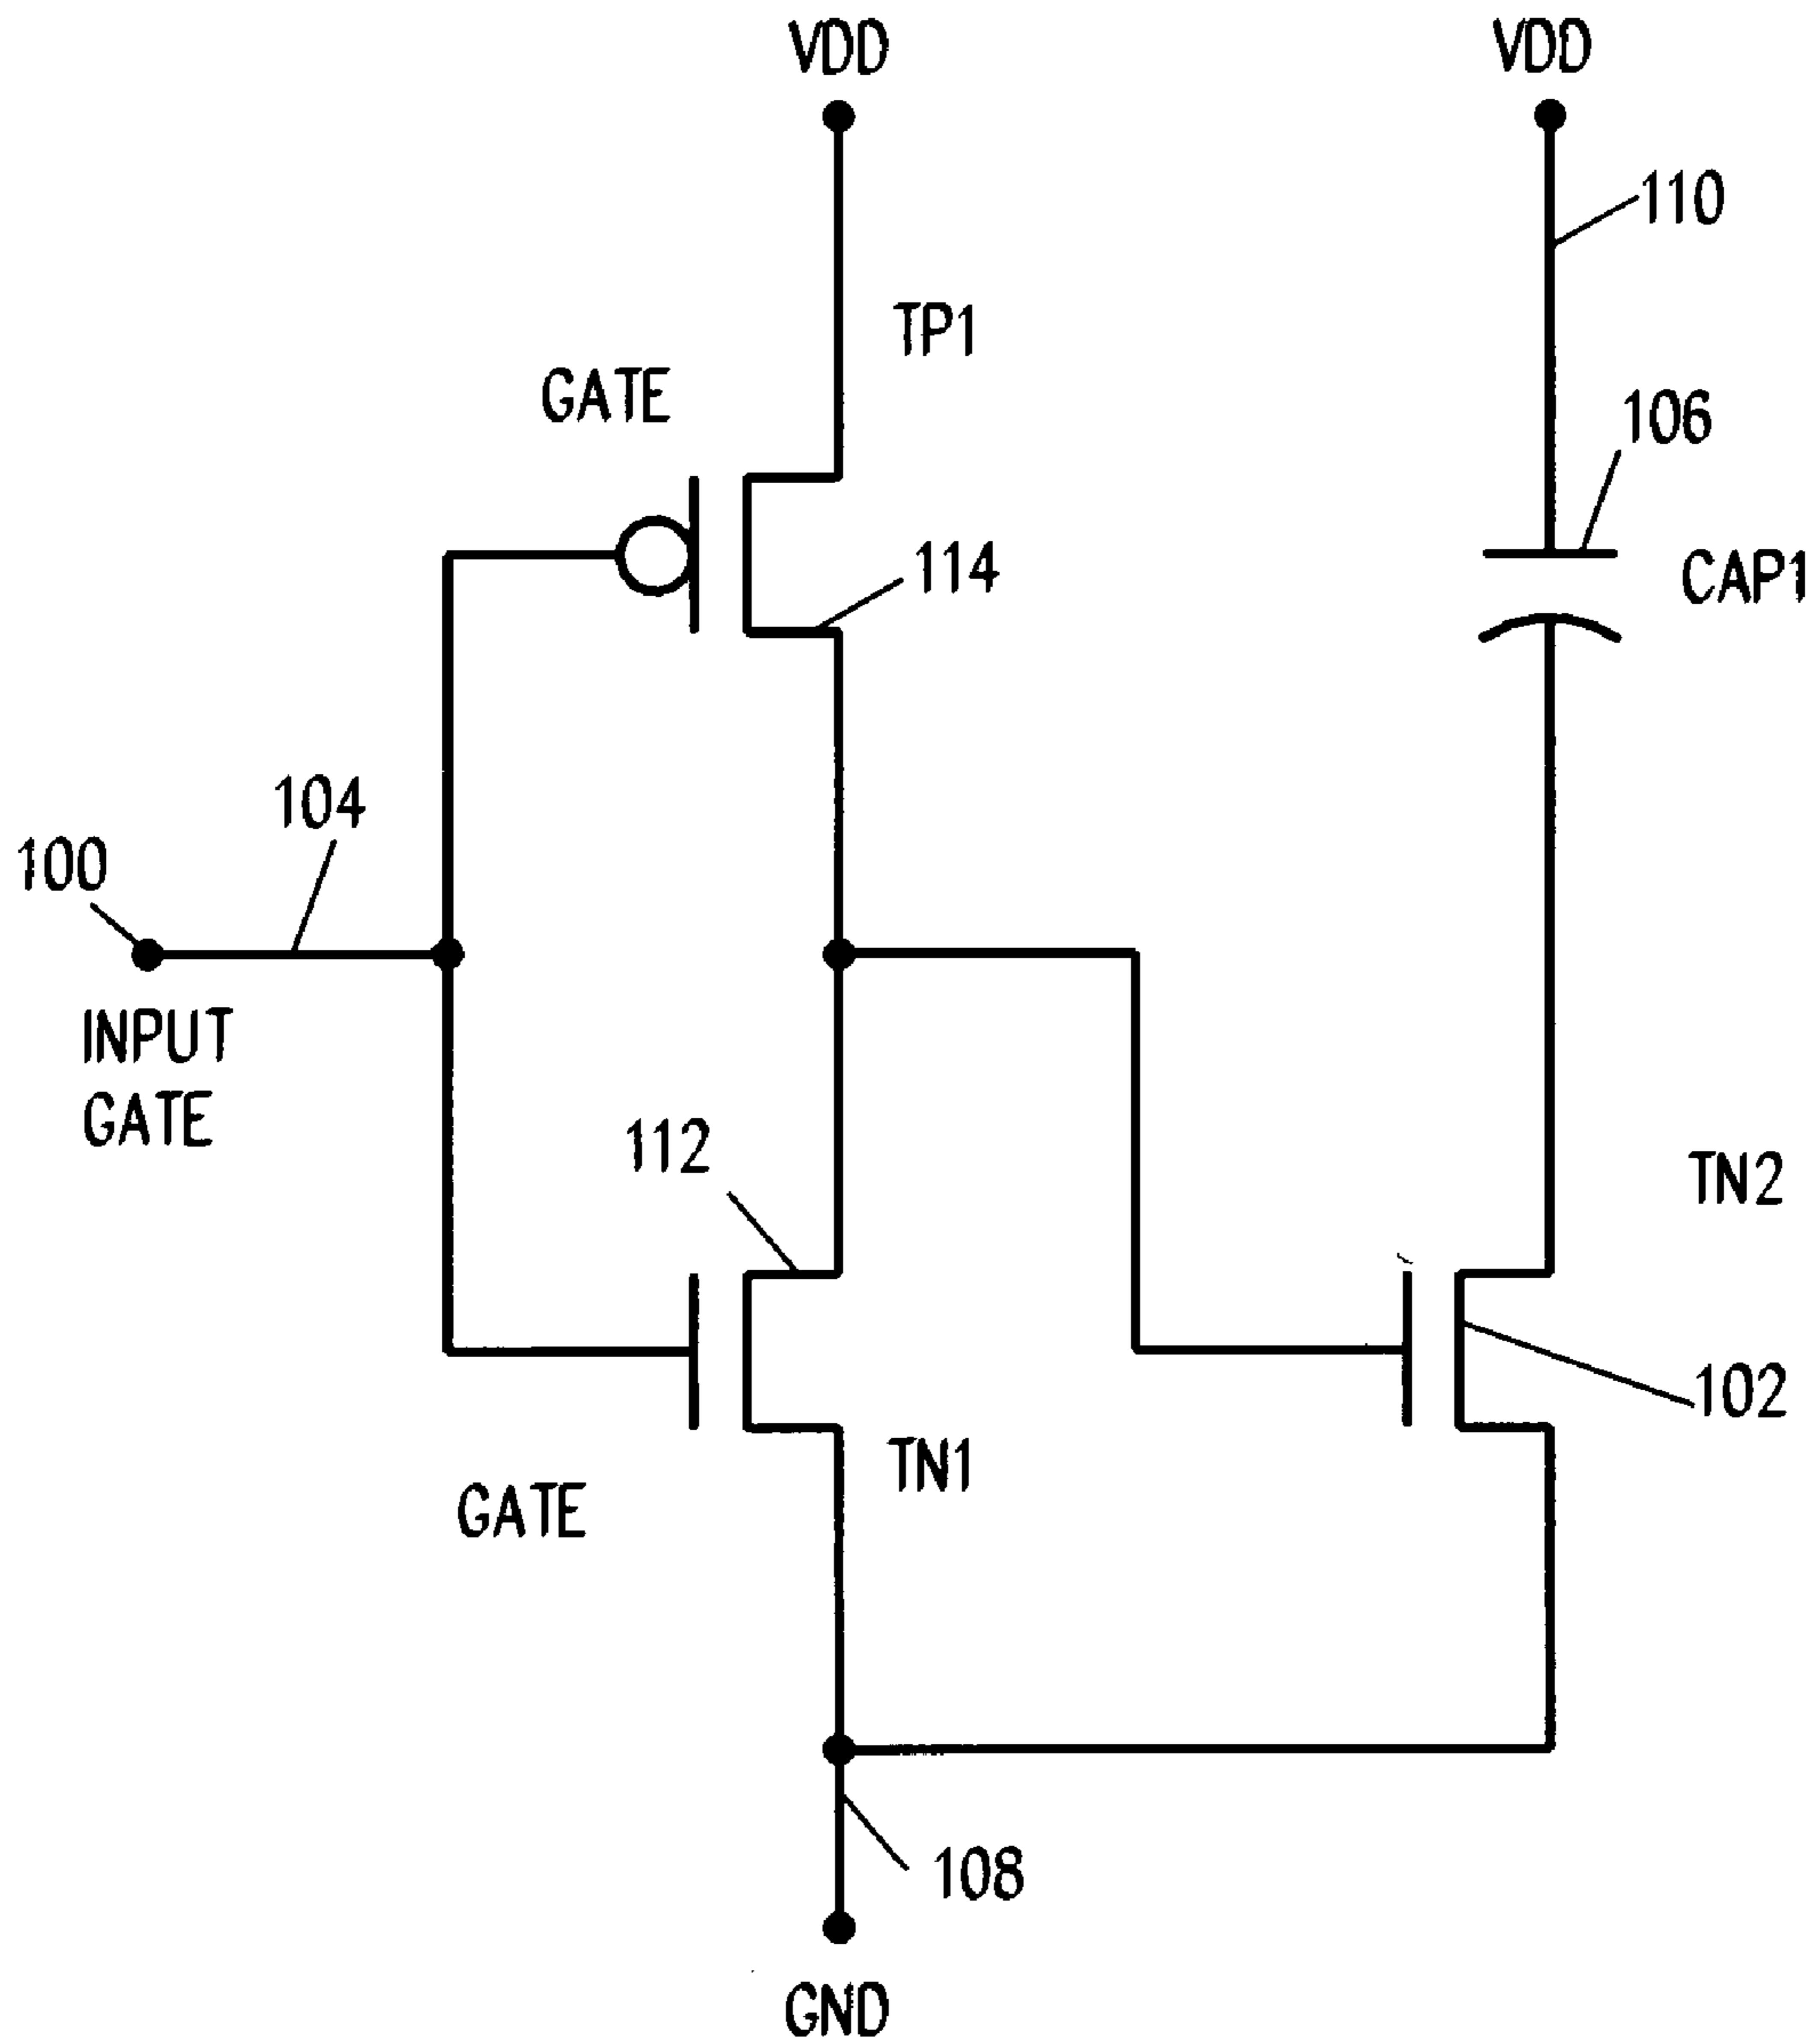 VDD
VDD
110
TP1
GATE
106
114
CAP1
104
100
INPUT
GATE
112
TN2
102
TN1
GATE
108
GND